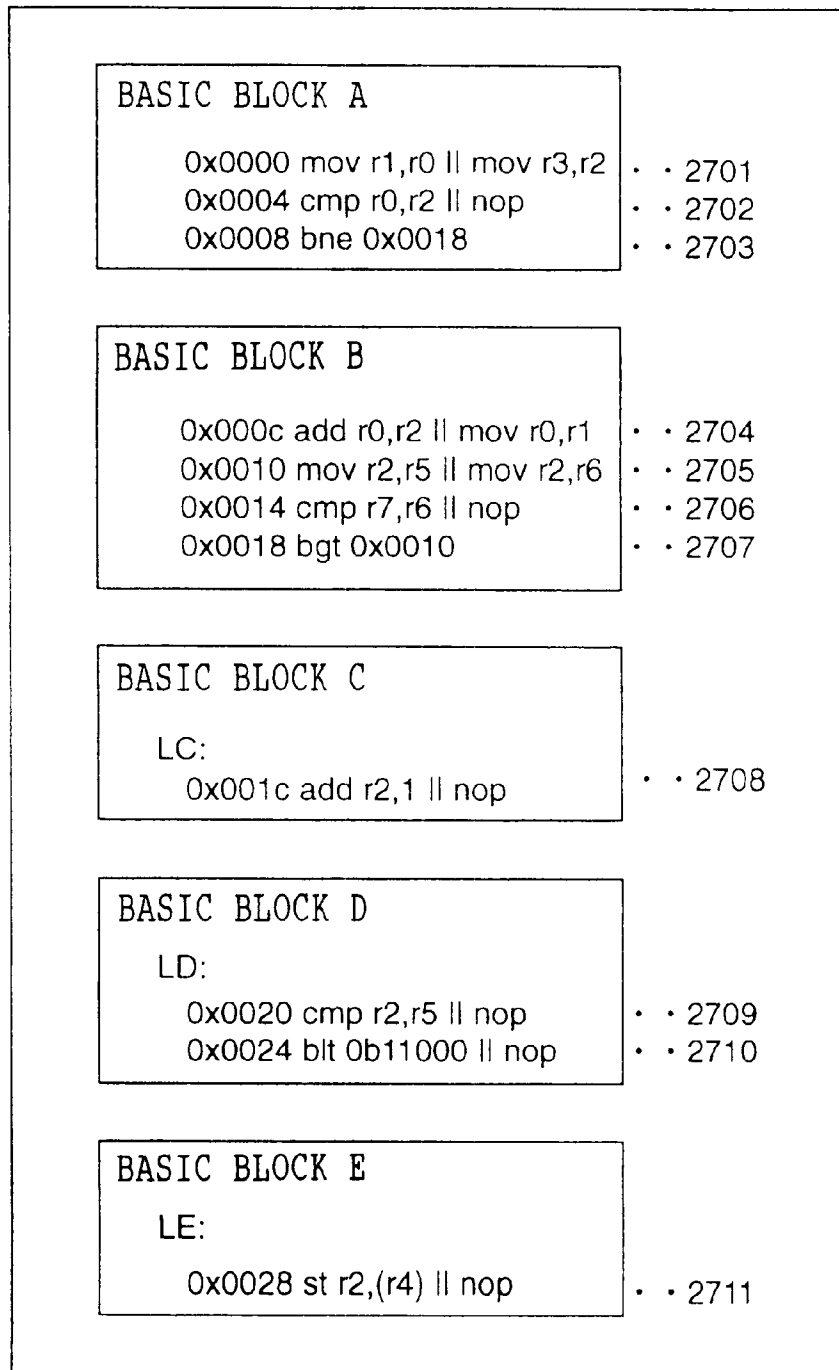 BASIC BLOCK A
0x0000 mov r1,r0 || mov r3,r2 · · 2701
0x0004 cmp r0,r2 || nop · · 2702
0x0008 bne 0x0018 · · 2703
BASIC BLOCK B
0x000c add r0,r2 || mov r0,r1 · · 2704
0x0010 mov r2,r5 || mov r2,r6 · · 2705
0x0014 cmp r7,r6 || nop · · 2706
0x0018 bgt 0x0010 · · 2707
BASIC BLOCK C
LC:
0x001c add r2,1 || nop · · 2708
BASIC BLOCK D
LD:
0x0020 cmp r2,r5 || nop · · 2709
0x0024 blt 0b11000 || nop · · 2710
BASIC BLOCK E
LE:
0x0028 st r2,(r4) || nop · · 2711